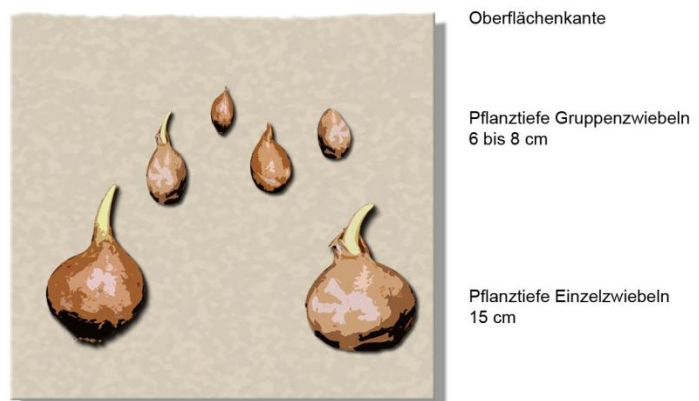 Oberflächenkante
Pflanztiefe Gruppenzwiebeln
6 bis 8 cm
Pflanztiefe Einzelzwiebeln
15 cm